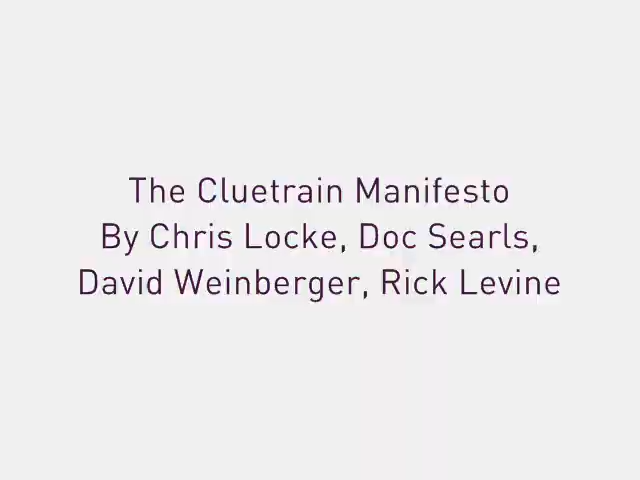 The Cluetrain Manifesto
By Chris Locke, Doc Searls,
David Weinberger, Rick Levine